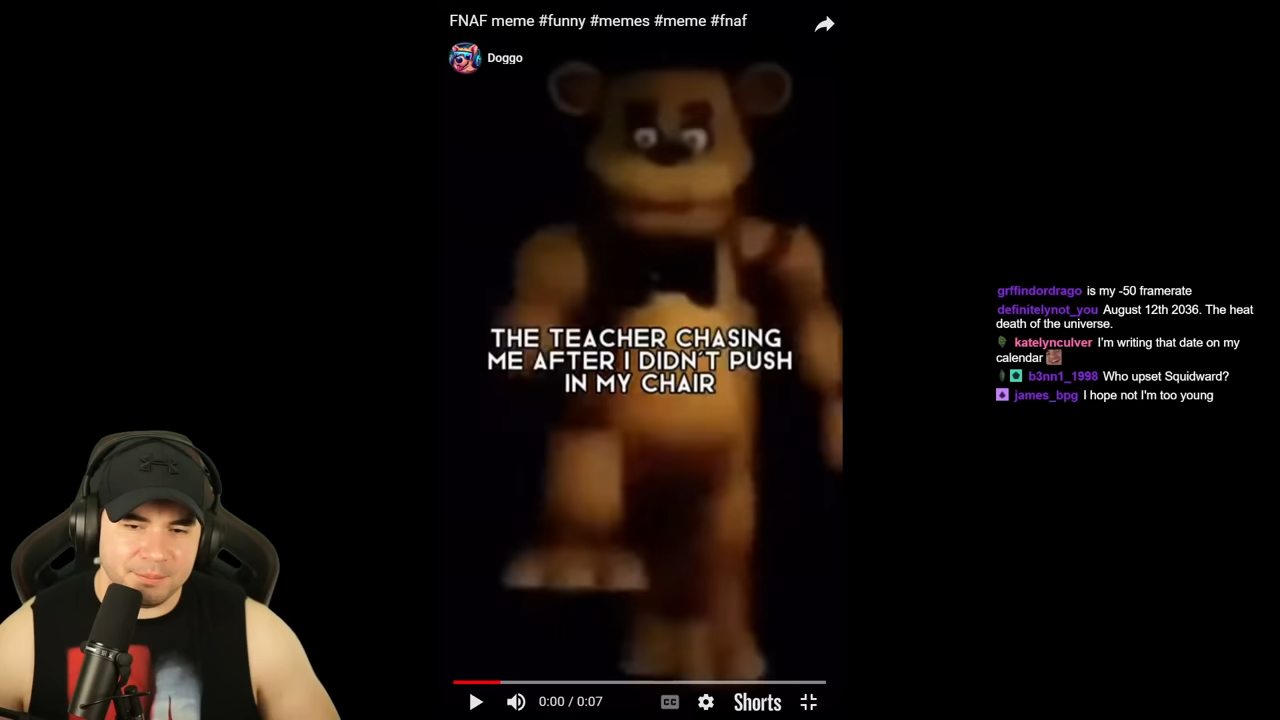 FNAF meme #funny #memes #meme #fnaf
Doggo
THE TEACHER CHASING
ME AFTER I DIDN'T PUSH
IN MY CHAIR
grffindordrago is my -50 framerate
definitelynot_you August 12th 2036. The heat
death of the universe.
katelynculver I'm writing that date on my
calendar
b3nn1_1998 Who upset Squidward?
james_bpg I hope not I'm too young
0:00 / 0:07
CC
Shorts